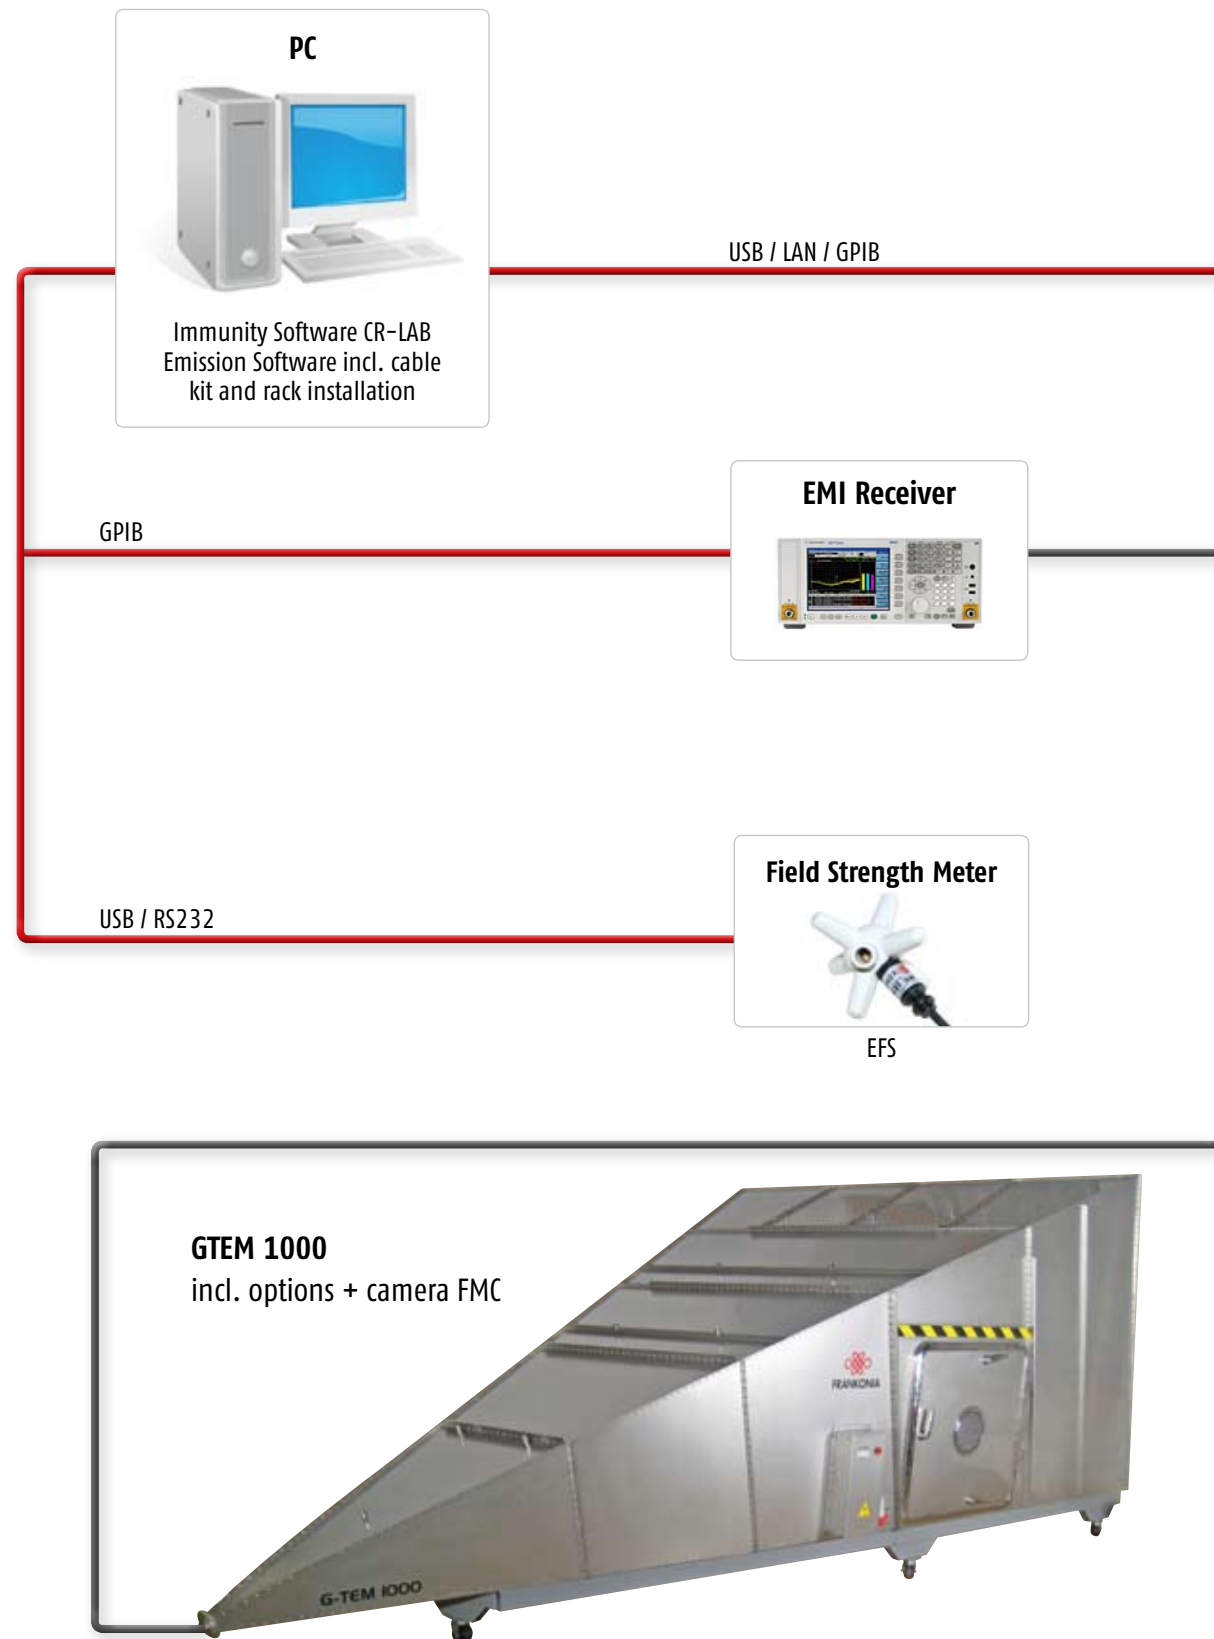 PC
Immunity Software CR-LAB
Emission Software incl. cable
kit and rack installation
USB / LAN / GPIB
GPIB
EMI Receiver
USB / RS232
Field Strength Meter
EFS
GTEM 1000
incl. options + camera FMC
FRANKONIA
G-TEM 1000